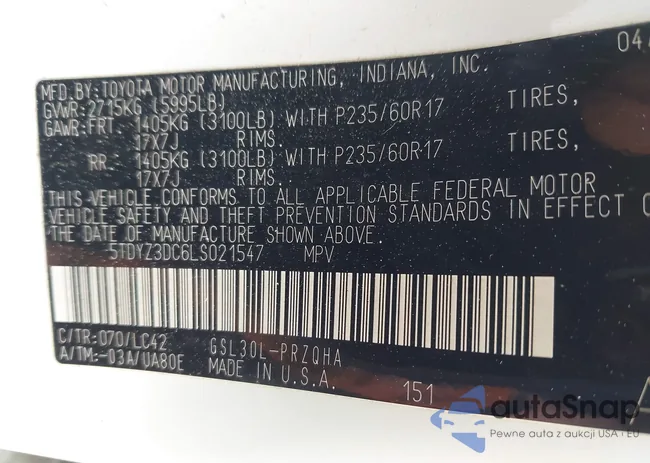 04
MFD. BY: TOYOTA MOTOR MANUFACTURING, INDIANA, INC.
GVWR: 2715KG (5995LB)
GAWR: FRT. 1405KG (3100LB) WITH P235/60R17 TIRES,
17X7J RIMS.
RR. 1405KG (3100LB) WITH P235/60R17 TIRES,
17X7J RIMS.
THIS VEHICLE CONFORMS TO ALL APPLICABLE FEDERAL MOTOR
VEHICLE SAFETY AND THEFT PREVENTION STANDARDS IN EFFECT
THE DATE OF MANUFACTURE SHOWN ABOVE.
5TDYZ3DC6LS021547 MPV
C/TR: 070/LC42 GSL30L-PRZQHA
A/TM: -03A/UA80E MADE IN U.S.A. 151
autaSnap
Pewne auta z aukcji USA i EU